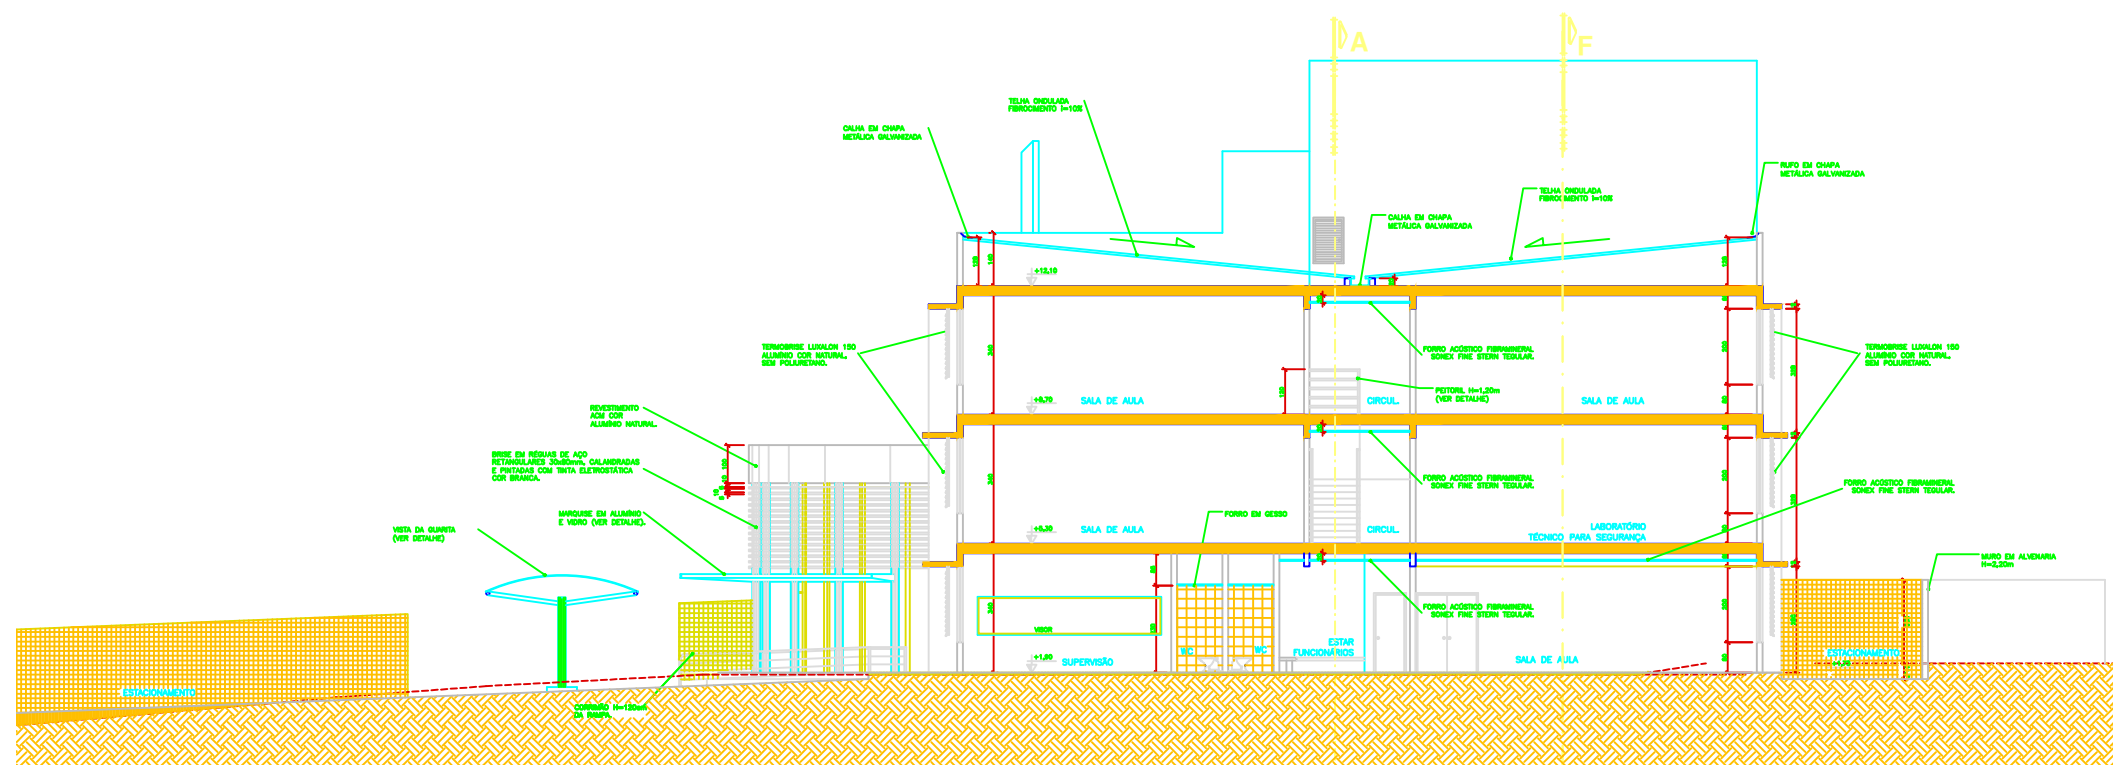 A
F
TELHA ONDULADA
FIBROCIMENTO i=10%
CALHA EM CHAPA
METÁLICA GALVANIZADA
RUFO EM CHAPA
METÁLICA GALVANIZADA
TELHA ONDULADA
FIBROCIMENTO i=10%
CALHA EM CHAPA
METÁLICA GALVANIZADA
+12,10
TERMOBRISE LUXALON 150
ALUMÍNIO COR NATURAL,
SEM POLIURETANO.
FORRO ACÚSTICO FIBRAMINERAL
SONEX FINE STERN TEGULAR.
TERMOBRISE LUXALON 150
ALUMÍNIO COR NATURAL,
SEM POLIURETANO.
PEITORIL H=1,20m
(VER DETALHE)
+8,70
SALA DE AULA
CIRCUL.
SALA DE AULA
REVESTIMENTO
ACM COR
ALUMÍNIO NATURAL.
BRISE EM RÉGUAS DE AÇO
RETANGULARES 30x50mm, CALANDRADAS
E PINTADAS COM TINTA ELETROSTÁTICA
COR BRANCA.
FORRO ACÚSTICO FIBRAMINERAL
SONEX FINE STERN TEGULAR.
FORRO ACÚSTICO FIBRAMINERAL
SONEX FINE STERN TEGULAR.
MARQUISE EM ALUMÍNIO
E VIDRO (VER DETALHE).
FORRO EM GESSO
VISTA DA GUARITA
(VER DETALHE)
+5,30
SALA DE AULA
CIRCUL.
LABORATÓRIO
TÉCNICO PARA SEGURANÇA
MURO EM ALVENARIA
H=2,20m
FORRO ACÚSTICO FIBRAMINERAL
SONEX FINE STERN TEGULAR.
VISOR
ESTAR
FUNCIONÁRIOS
WC
WC
+1,90
SUPERVISÃO
SALA DE AULA
ESTACIONAMENTO
ESTACIONAMENTO
CORRIMÃO H=120cm
DA RAMPA.